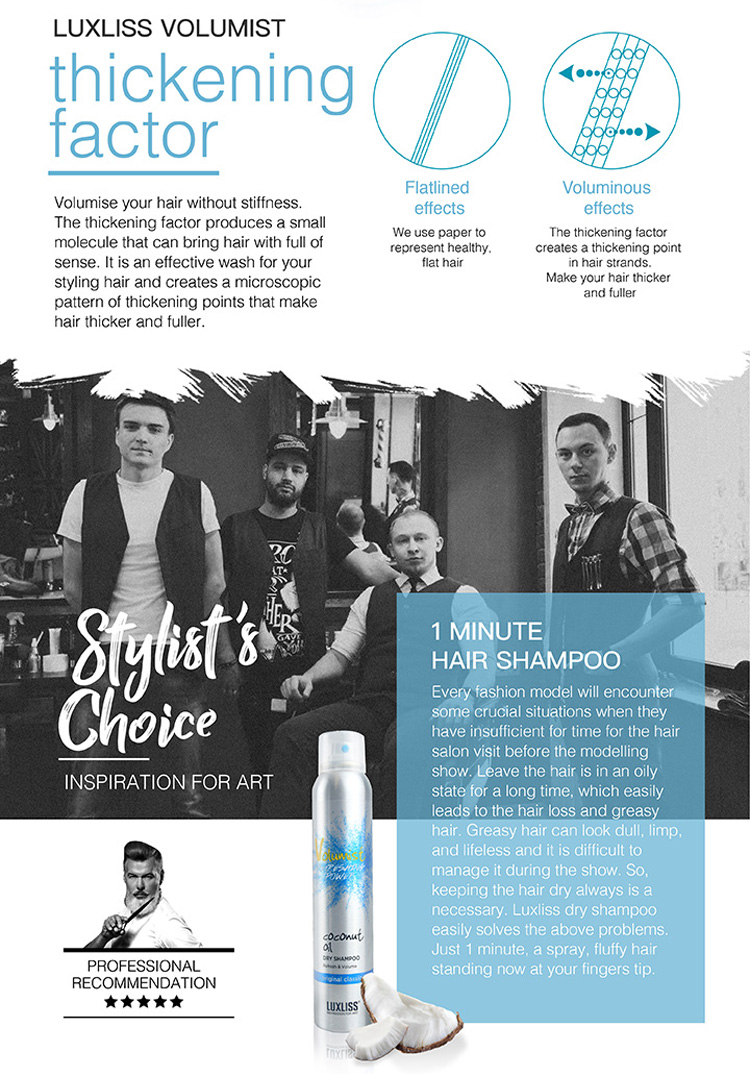 LUXLISS VOLUMIST
thickening
factor
Volumise your hair without stiffness.
The thickening factor produces a small
molecule that can bring hair with full of
sense. It is an effective wash for your
styling hair and creates a microscopic
pattern of thickening points that make
hair thicker and fuller.
Flatlined
effects
We use paper to
represent healthy,
flat hair
Voluminous
effects
The thickening factor
creates a thickening point
in hair strands.
Make your hair thicker
and fuller
Stylist's
Choice
INSPIRATION FOR ART
1 MINUTE
HAIR SHAMPOO
Every fashion model will encounter
some crucial situations when they
have insufficient for time for the hair
salon visit before the modelling
show. Leave the hair is in an oily
state for a long time, which easily
leads to the hair loss and greasy
hair. Greasy hair can look dull, limp,
and lifeless and it is difficult to
manage it during the show. So,
keeping the hair dry always is a
necessary. Luxliss dry shampoo
easily solves the above problems.
Just 1 minute, a spray, fluffy hair
standing now at your fingers tip.
PROFESSIONAL
RECOMMENDATION
★★★★★
Volumist
POWER
coconut
oil
DRY SHAMPOO
Refresh & Volume
original classic
LUXLISS